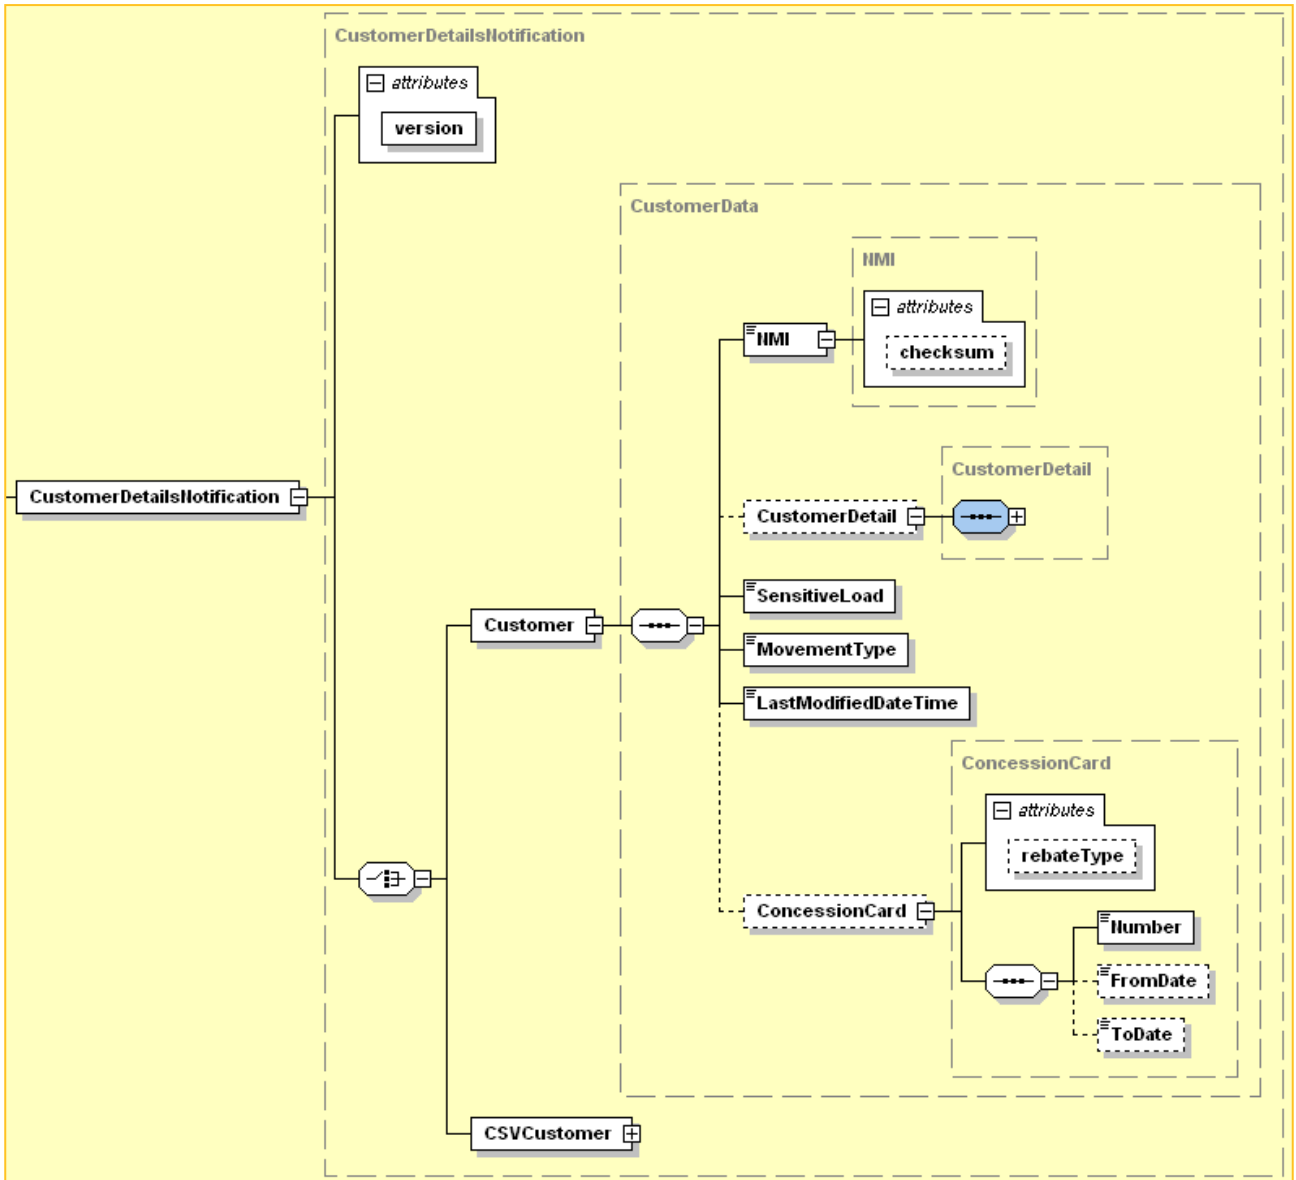 CustomerDetailsNotification
attributes
version
CustomerData
NMI
attributes
NMI
checksum
CustomerDetail
CustomerDetailsNotification
CustomerDetail
SensitiveLoad
Customer
MovementType
LastModifiedDateTime
ConcessionCard
attributes
rebateType
ConcessionCard
Number
FromDate
ToDate
CSVCustomer